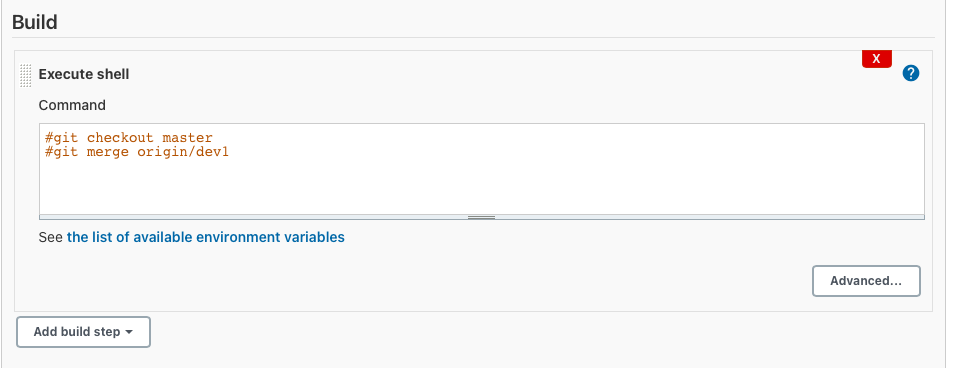 Build
X
Execute shell
?
Command
#git checkout master
#git merge origin/dev1
See the list of available environment variables
Advanced...
Add build step